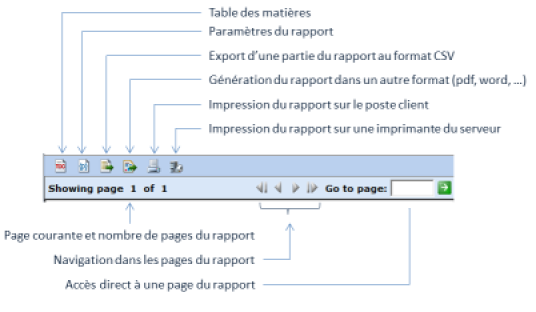 Table des matières
Paramètres du rapport
Export d'une partie du rapport au format CSV
Génération du rapport dans un autre format (pdf, word, ...)
Impression du rapport sur le poste client
Impression du rapport sur une imprimante du serveur
TOC
Showing page 1 of 1 Go to page:
Page courante et nombre de pages du rapport
Navigation dans les pages du rapport
Accès direct à une page du rapport